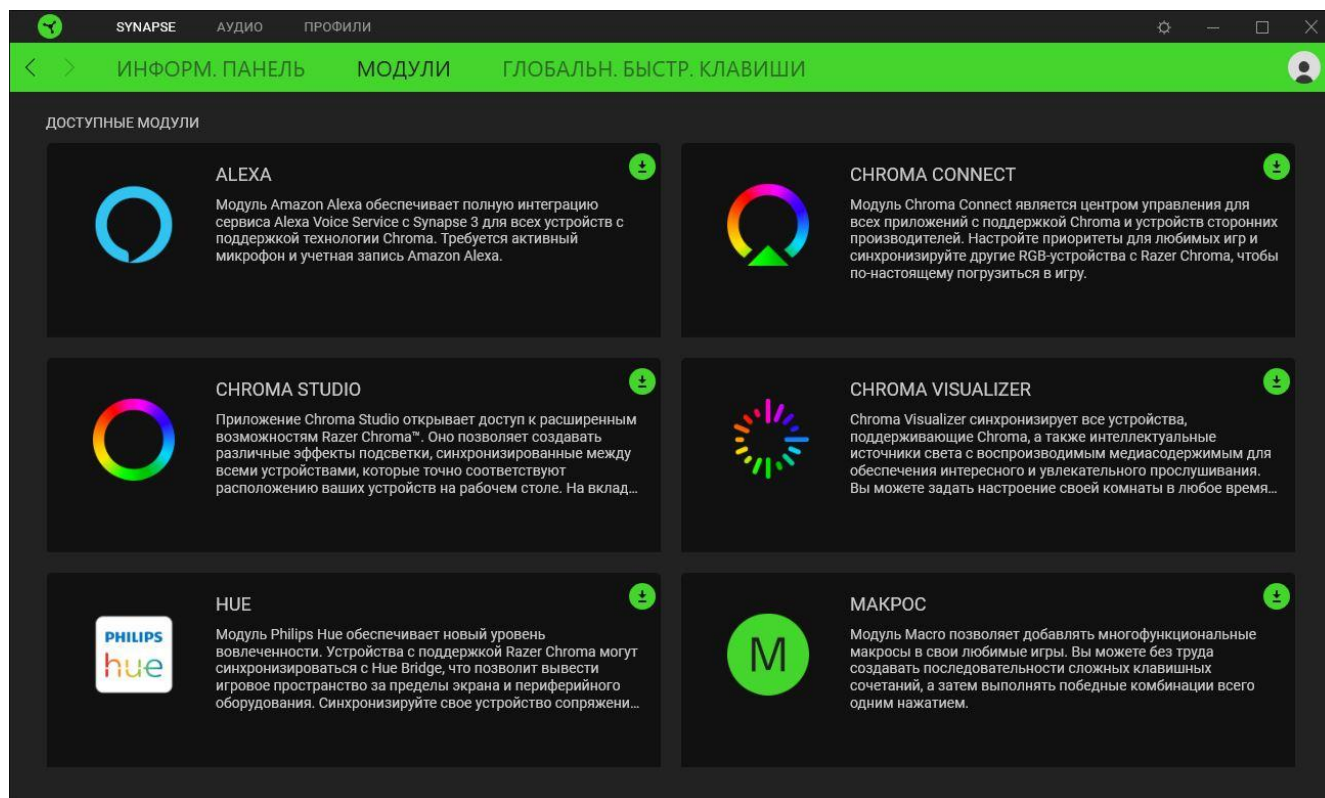 SYNAPSE АУДИО ПРОФИЛИ
ИНФОРМ. ПАНЕЛЬ МОДУЛИ ГЛОБАЛЬН. БЫСТР. КЛАВИШИ
ДОСТУПНЫЕ МОДУЛИ
ALEXA
Модуль Amazon Alexa обеспечивает полную интеграцию
сервиса Alexa Voice Service с Synapse 3 для всех устройств с
поддержкой технологии Chroma. Требуется активный
микрофон и учетная запись Amazon Alexa.
CHROMA CONNECT
Модуль Chroma Connect является центром управления для
всех приложений с поддержкой Chroma и устройств сторонних
производителей. Настройте приоритеты для любимых игр и
синхронизируйте другие RGB-устройства с Razer Chroma, чтобы
по-настоящему погрузиться в игру.
CHROMA STUDIO
Приложение Chroma Studio открывает доступ к расширенным
возможностям Razer Chroma™. Оно позволяет создавать
различные эффекты подсветки, синхронизированные между
всеми устройствами, которые точно соответствуют
расположению ваших устройств на рабочем столе. На вклад...
CHROMA VISUALIZER
Chroma Visualizer синхронизирует все устройства,
поддерживающие Chroma, а также интеллектуальные
источники света с воспроизводимым медиасодержимым для
обеспечения интересного и увлекательного прослушивания.
Вы можете задать настроение своей комнаты в любое время...
PHILIPS
hue
HUE
Модуль Philips Hue обеспечивает новый уровень
вовлеченности. Устройства с поддержкой Razer Chroma могут
синхронизироваться с Hue Bridge, что позволит вывести
игровое пространство за пределы экрана и периферийного
оборудования. Синхронизируйте свое устройство сопряжени...
M
МАКРОС
Модуль Macro позволяет добавлять многофункциональные
макросы в свои любимые игры. Вы можете без труда
создавать последовательности сложных клавишных
сочетаний, а затем выполнять победные комбинации всего
одним нажатием.